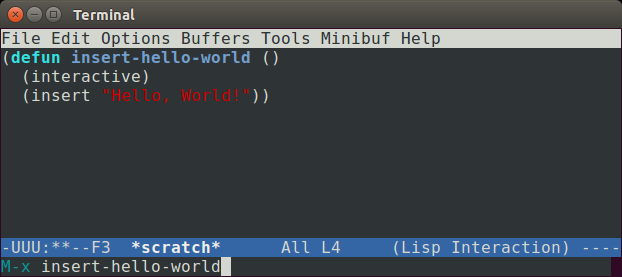 Terminal
File Edit Options Buffers Tools Minibuf Help
(defun insert-hello-world ()
  (interactive)
  (insert "Hello, World!"))
-UUU:**--F3  *scratch*      All L4     (Lisp Interaction) ----
M-x insert-hello-world